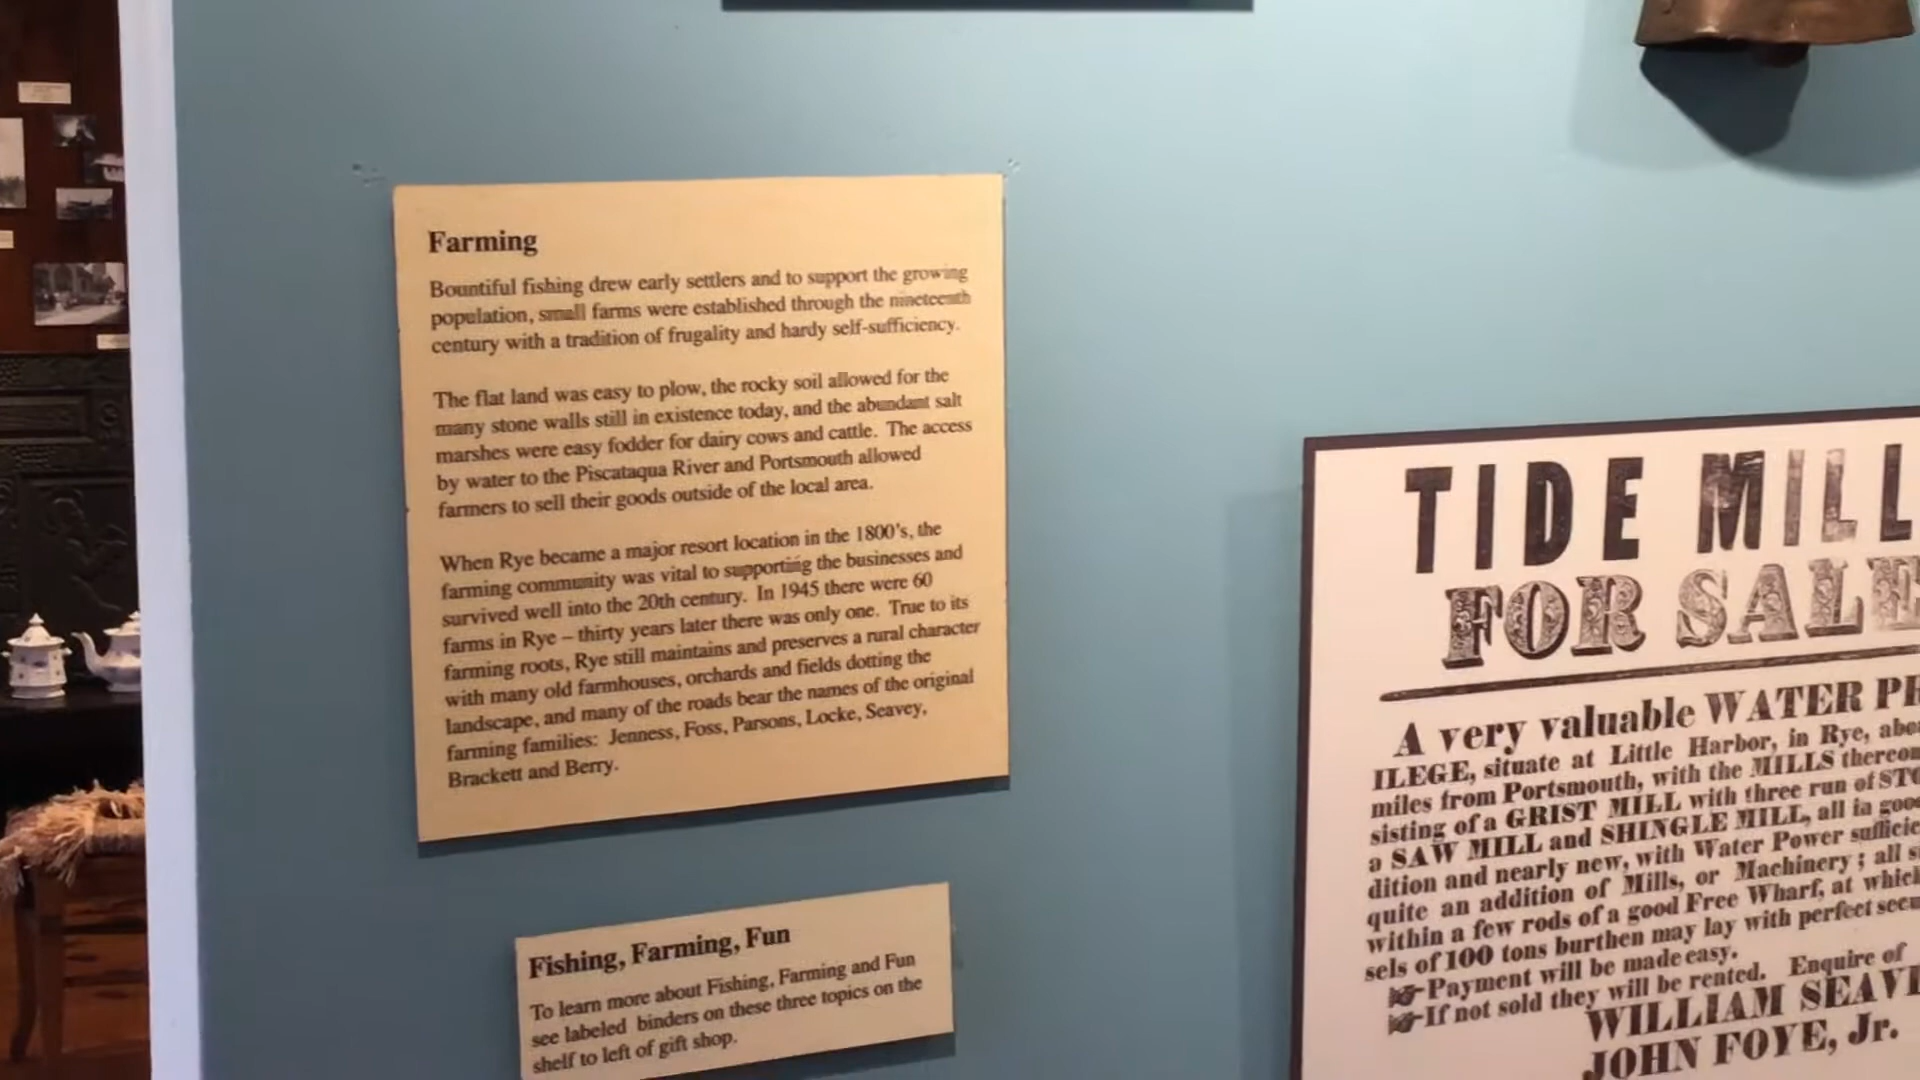 Farming
Bountiful fishing drew early settlers and to support the growing
population, small farms were established through the nineteenth
century with a tradition of frugality and hardy self-sufficiency.
The flat land was easy to plow, the rocky soil allowed for the
many stone walls still in existence today, and the abundant salt
marshes were easy fodder for dairy cows and cattle. The access
by water to the Piscataqua River and Portsmouth allowed
farmers to sell their goods outside of the local area.
When Rye became a major resort location in the 1800's, the
farming community was vital to supporting the businesses and
survived well into the 20th century. In 1945 there were 60
farms in Rye – thirty years later there was only one. True to its
farming roots, Rye still maintains and preserves a rural character
with many old farmhouses, orchards and fields dotting the
landscape, and many of the roads bear the names of the original
farming families: Jenness, Foss, Parsons, Locke, Seavey,
Brackett and Berry.
Fishing, Farming, Fun
To learn more about Fishing, Farming and Fun
see labeled binders on these three topics on the
shelf to left of gift shop.
TIDE MILL
FOR SALE
A very valuable WATER
ILEGE, situate at Little Harbor, in Rye,
miles from Portsmouth, with the MILLS thereon
sisting of a GRIST MILL with three run of
a SAW MILL and SHINGLE MILL, all in
dition and nearly new, with Water Power
quite an addition of Mills, or Machinery ; all
within a few rods of a good Free Wharf, at which
sels of 100 tons burthen may lay with perfect
Payment will be made easy.
If not sold they will be rented. Enquire of
WILLIAM
JOHN FOYE, Jr.